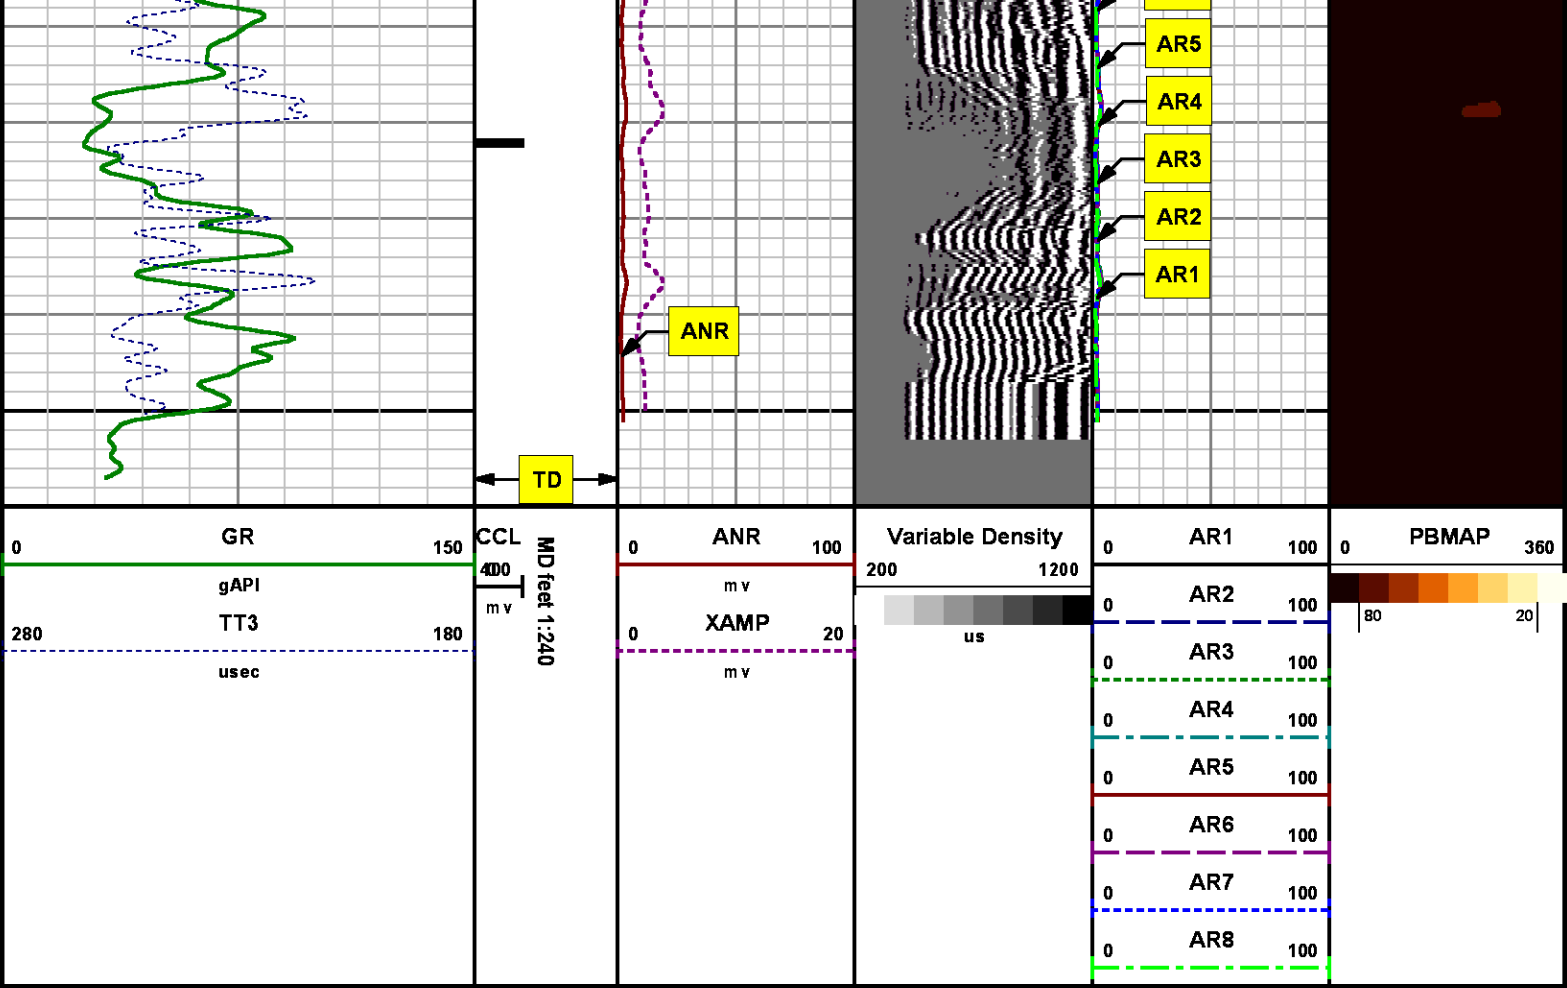 AR5
AR4
AR3
AR2
AR1
ANR
TD
GR
0 150
gAPI
TT3
280 180
usec
CCL
400
mv
MD feet 1:240
ANR
0 100
mv
XAMP
0 20
mv
Variable Density
200 1200
us
AR1
0 100
AR2
0 100
AR3
0 100
AR4
0 100
AR5
0 100
AR6
0 100
AR7
0 100
AR8
0 100
PBMAP
0 360
80 20